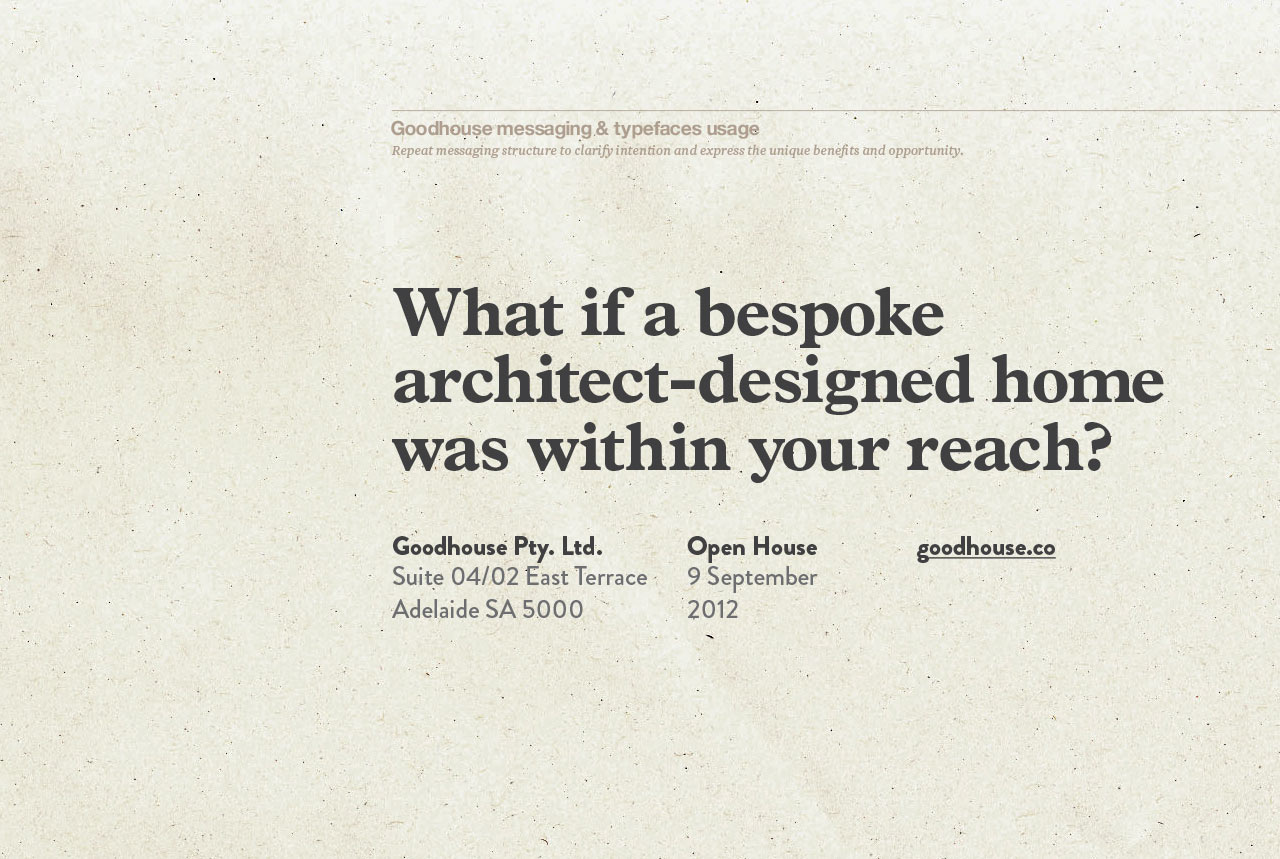 Goodhouse messaging & typefaces usage
Repeat messaging structure to clarify intention and express the unique benefits and opportunity.
What if a bespoke
architect-designed home
was within your reach?
Goodhouse Pty. Ltd.
Suite 04/02 East Terrace
Adelaide SA 5000
Open House
9 September
2012
goodhouse.co